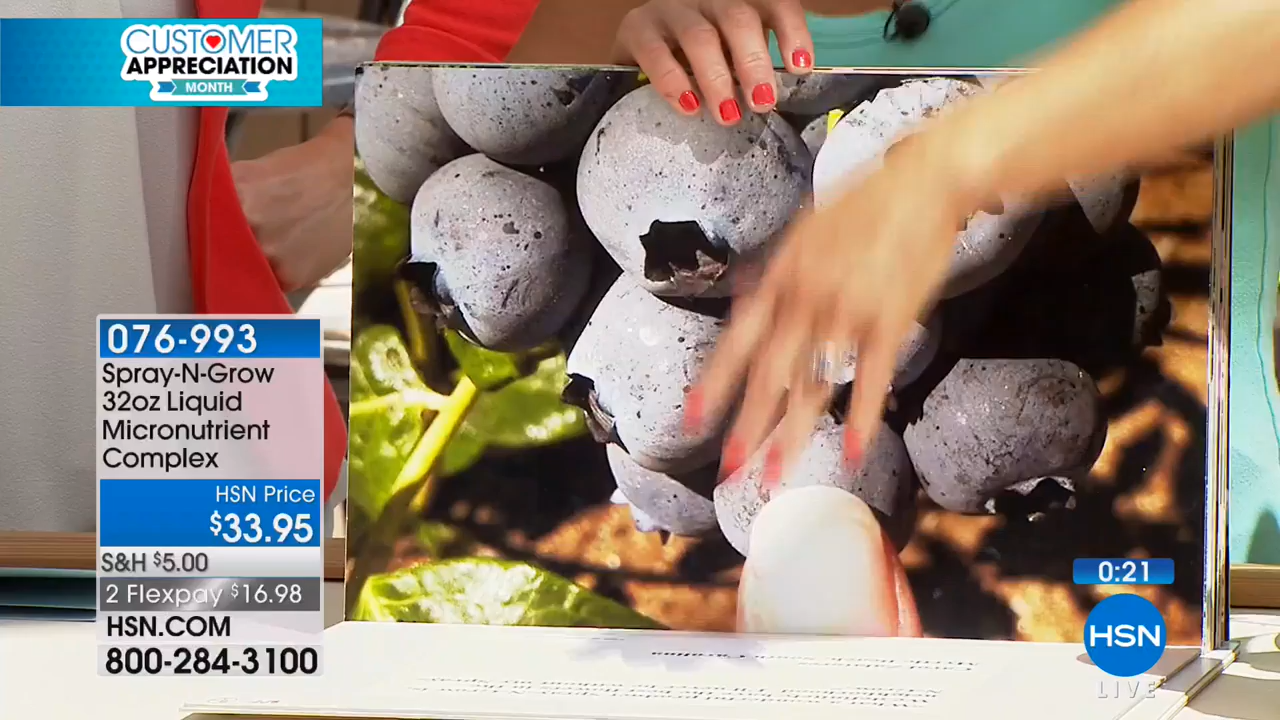 CUSTOMER
APPRECIATION
MONTH
076-993
Spray-N-Grow
32oz Liquid
Micronutrient
Complex
HSN Price
$33.95
S&H $5.00
2 Flexpay $16.98
HSN.COM
800-284-3100
0:21
HSN
LIVE